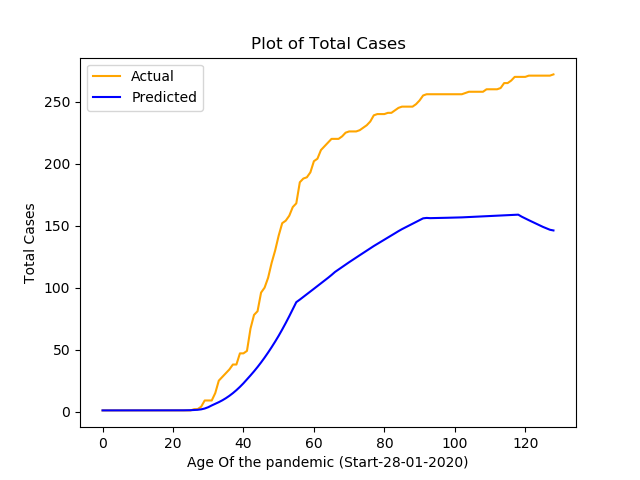 Plot of Total Cases
Actual
Predicted
250
200
150
100
50
0
Total Cases
0 20 40 60 80 100 120
Age Of the pandemic (Start-28-01-2020)